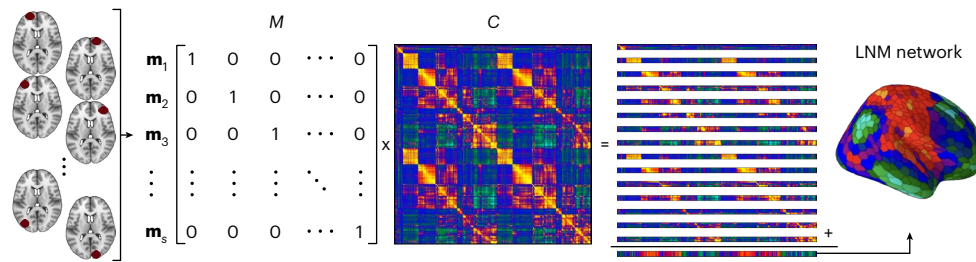 M C
LNM network
m₁ 1 0 0 ⋯ 0
m₂ 0 1 0 ⋯ 0
m₃ 0 0 1 ⋯ 0
x =
⋮ ⋮ ⋮ ⋮ ⋱ ⋮
mₛ 0 0 0 ⋯ 1
+